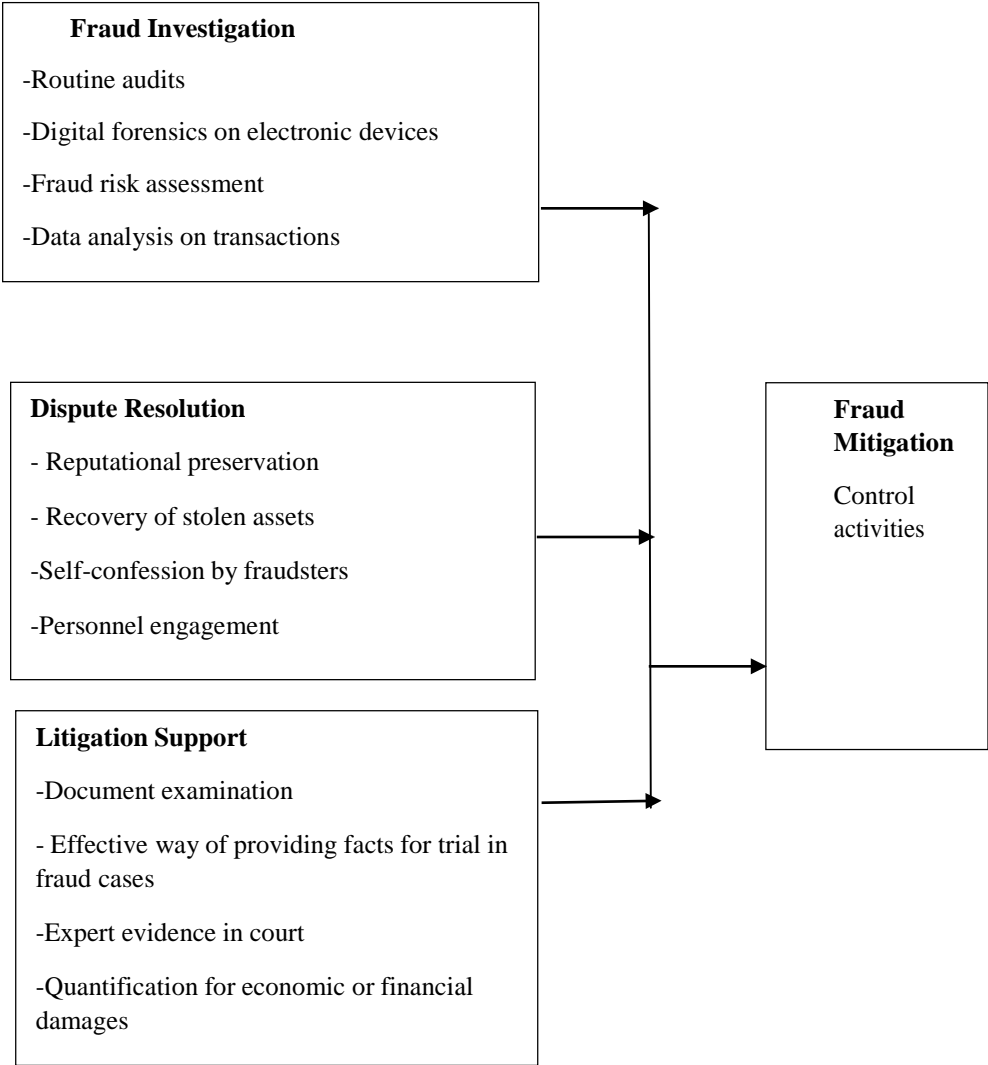 Fraud Investigation
-Routine audits
-Digital forensics on electronic devices
-Fraud risk assessment
-Data analysis on transactions
Dispute Resolution
- Reputational preservation
- Recovery of stolen assets
-Self-confession by fraudsters
-Personnel engagement
Litigation Support
-Document examination
- Effective way of providing facts for trial in
fraud cases
-Expert evidence in court
-Quantification for economic or financial
damages
Fraud
Mitigation
Control
activities